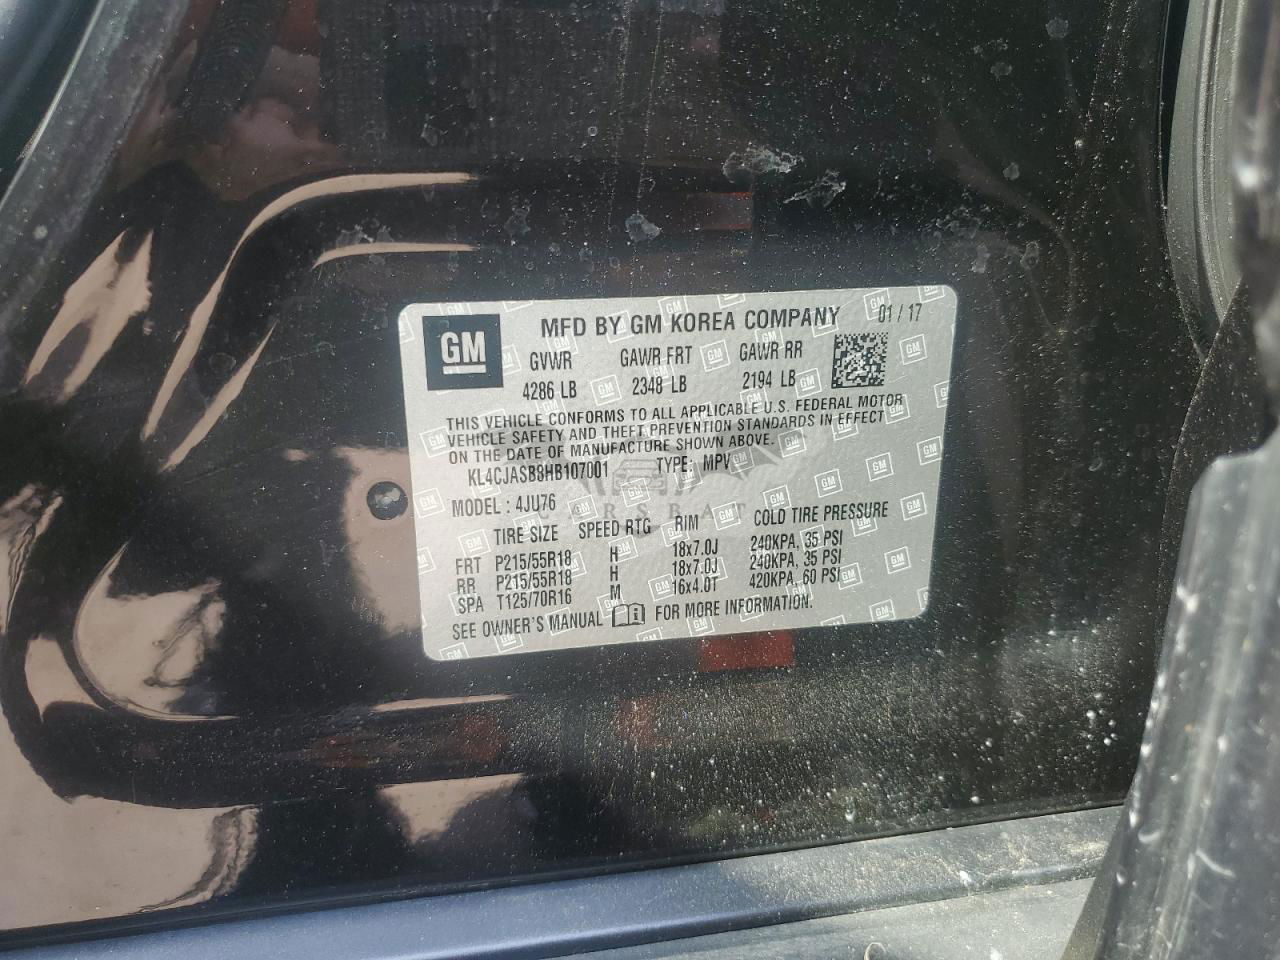 GM MFD BY GM KOREA COMPANY 01 / 17
GVWR GAWR FRT GAWR RR
4286 LB 2348 LB 2194 LB
THIS VEHICLE CONFORMS TO ALL APPLICABLE U.S. FEDERAL MOTOR
VEHICLE SAFETY AND THEFT PREVENTION STANDARDS IN EFFECT
ON THE DATE OF MANUFACTURE SHOWN ABOVE.
KL4CJASB8HB107001 TYPE: MPV
MODEL : 4JU76
CARSBAT
TIRE SIZE SPEED RTG RIM COLD TIRE PRESSURE
FRT P215/55R18 H 18x7.0J 240KPA, 35 PSI
RR P215/55R18 H 18x7.0J 240KPA, 35 PSI
SPA T125/70R16 M 16x4.0T 420KPA, 60 PSI
SEE OWNER'S MANUAL FOR MORE INFORMATION.